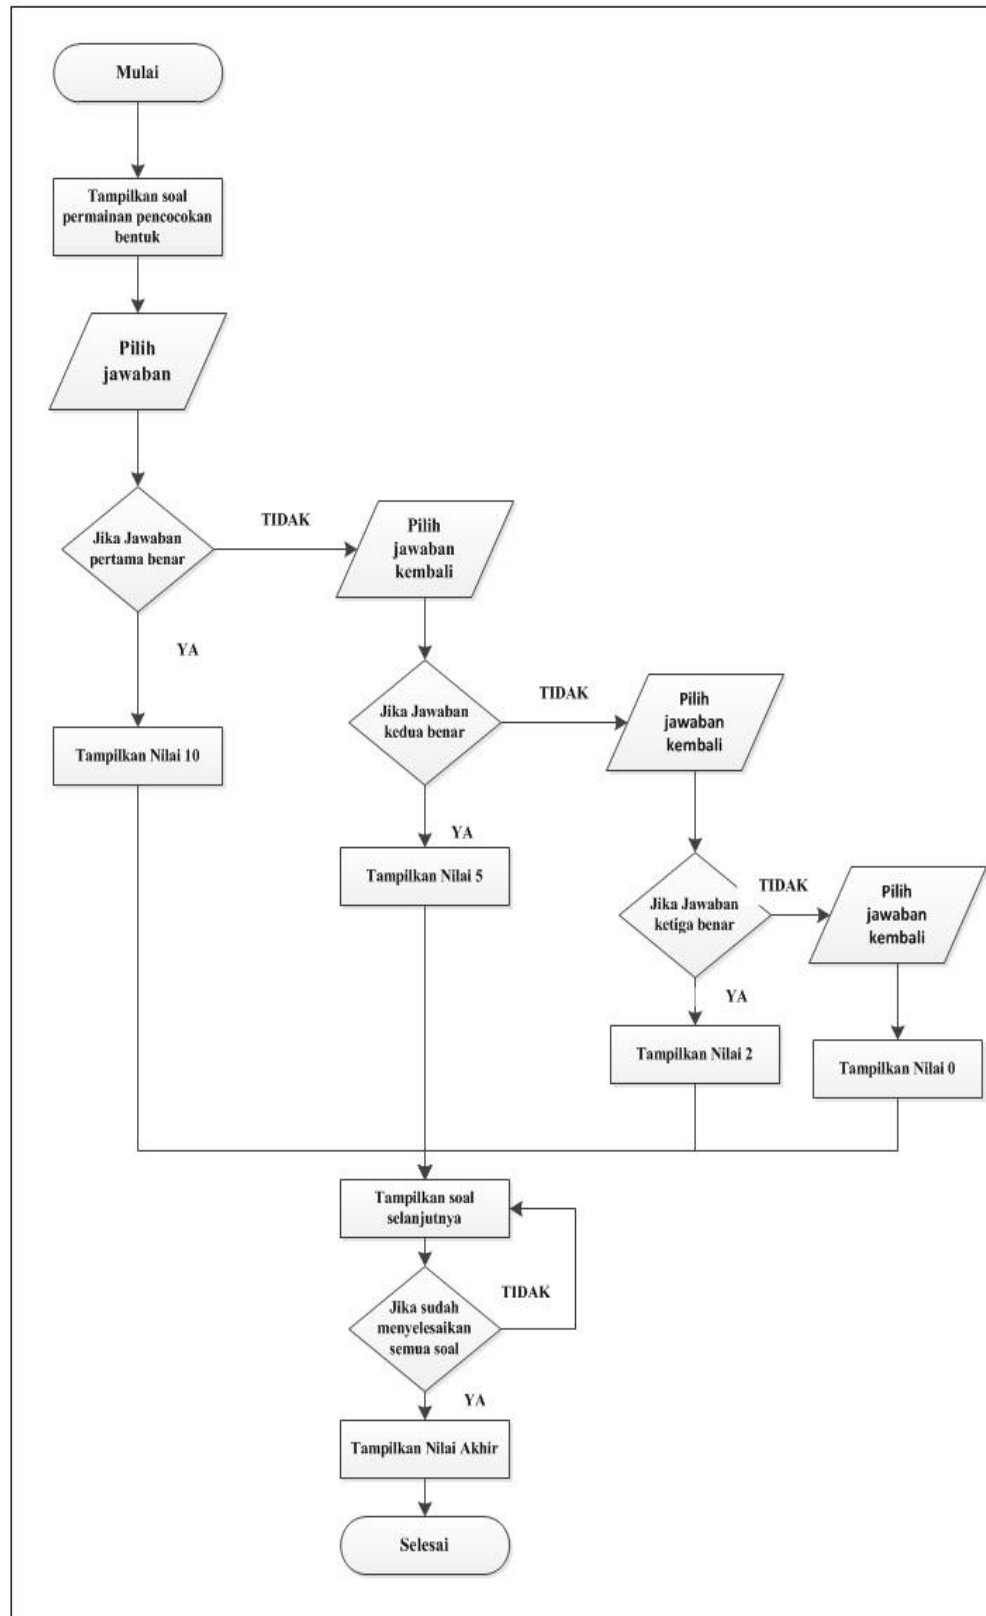 Mulai
Tampilkan soal
permainan pencocokan
bentuk
Pilih
jawaban
Jika Jawaban
pertama benar
TIDAK
Pilih
jawaban
kembali
YA
Tampilkan Nilai 10
Jika Jawaban
kedua benar
TIDAK
Pilih
jawaban
kembali
YA
Tampilkan Nilai 5
Jika Jawaban
ketiga benar
TIDAK
Pilih
jawaban
kembali
YA
Tampilkan Nilai 2
Tampilkan Nilai 0
Tampilkan soal
selanjutnya
Jika sudah
menyelesaikan
semua soal
TIDAK
YA
Tampilkan Nilai Akhir
Selesai